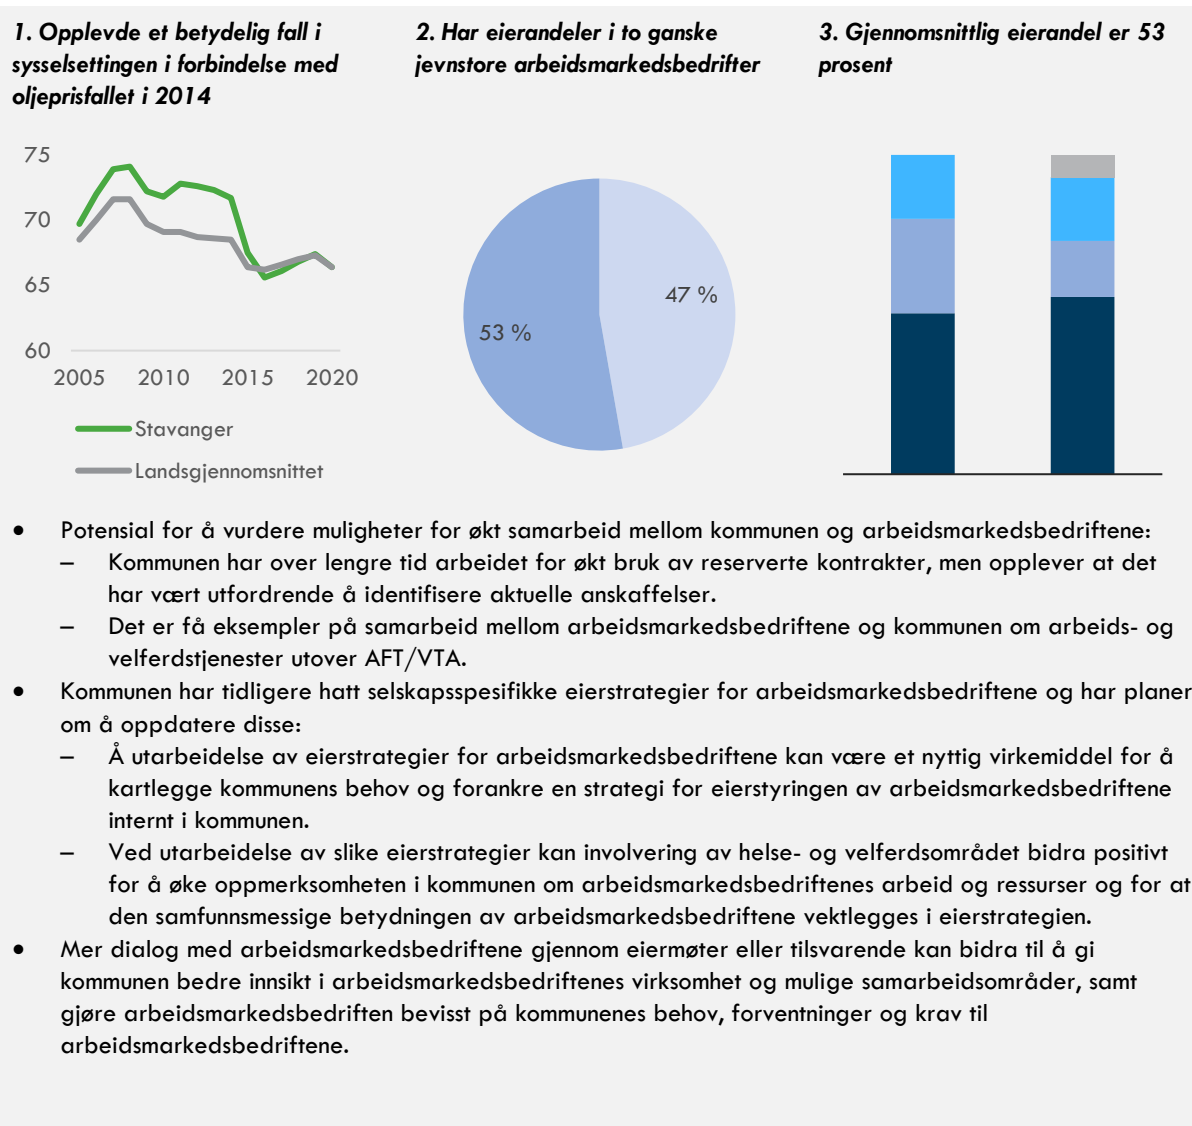 1. Opplevde et betydelig fall i
sysselsettingen i forbindelse med
oljeprisfallet i 2014
2. Har eierandeler i to ganske
jevnstore arbeidsmarkedsbedrifter
3. Gjennomsnittlig eierandel er 53
prosent
75
70
65
60
2005 2010 2015 2020
Stavanger
Landsgjennomsnittet
47 %
53 %
• Potensial for å vurdere muligheter for økt samarbeid mellom kommunen og arbeidsmarkedsbedriftene:
– Kommunen har over lengre tid arbeidet for økt bruk av reserverte kontrakter, men opplever at det
har vært utfordrende å identifisere aktuelle anskaffelser.
– Det er få eksempler på samarbeid mellom arbeidsmarkedsbedriftene og kommunen om arbeids- og
velferdstjenester utover AFT/VTA.
• Kommunen har tidligere hatt selskapsspesifikke eierstrategier for arbeidsmarkedsbedriftene og har planer
om å oppdatere disse:
– Å utarbeidelse av eierstrategier for arbeidsmarkedsbedriftene kan være et nyttig virkemiddel for å
kartlegge kommunens behov og forankre en strategi for eierstyringen av arbeidsmarkedsbedriftene
internt i kommunen.
– Ved utarbeidelse av slike eierstrategier kan involvering av helse- og velferdsområdet bidra positivt
for å øke oppmerksomheten i kommunen om arbeidsmarkedsbedriftenes arbeid og ressurser og for at
den samfunnsmessige betydningen av arbeidsmarkedsbedriftene vektlegges i eierstrategien.
• Mer dialog med arbeidsmarkedsbedriftene gjennom eiermøter eller tilsvarende kan bidra til å gi
kommunen bedre innsikt i arbeidsmarkedsbedriftenes virksomhet og mulige samarbeidsområder, samt
gjøre arbeidsmarkedsbedriften bevisst på kommunenes behov, forventninger og krav til
arbeidsmarkedsbedriftene.